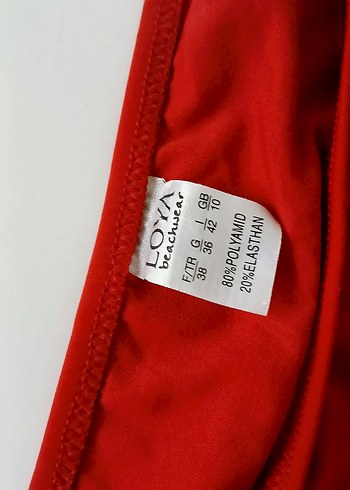 LOYA
beachwear
F/TR G I GB
38 36 42 10
80%POLYAMID
20%ELASTHAN